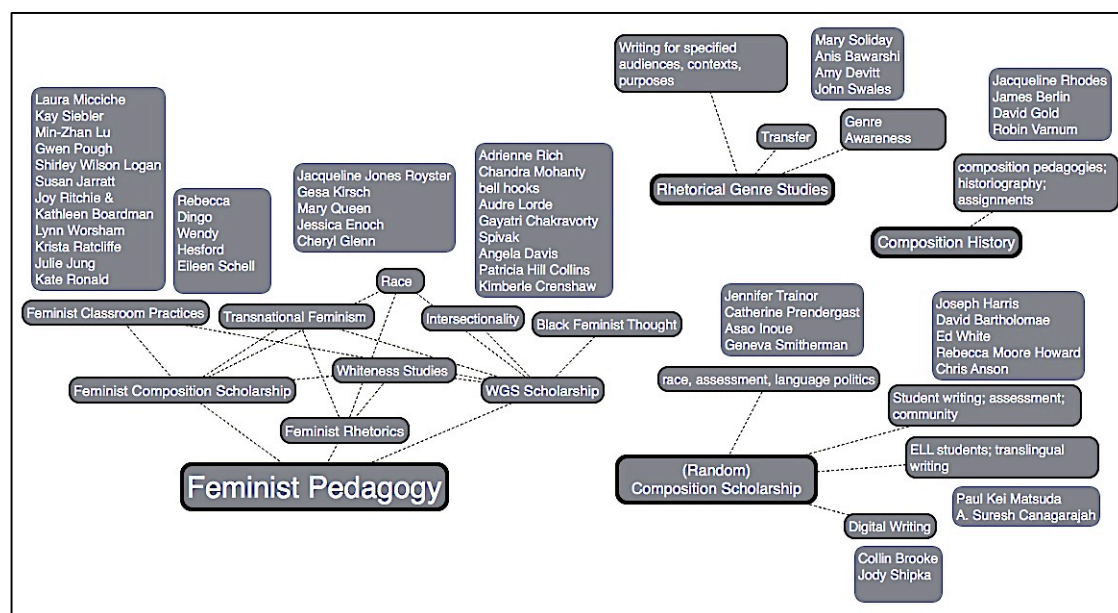 Laura Micciche
Kay Siebler
Min-Zhan Lu
Gwen Pough
Shirley Wilson Logan
Susan Jarratt
Joy Ritchie &
Kathleen Boardman
Lynn Worsham
Krista Ratcliffe
Julie Jung
Kate Ronald
Rebecca
Dingo
Wendy
Hesford
Eileen Schell
Jacqueline Jones Royster
Gesa Kirsch
Mary Queen
Jessica Enoch
Cheryl Glenn
Adrienne Rich
Chandra Mohanty
bell hooks
Audre Lorde
Gayatri Chakravorty
Spivak
Angela Davis
Patricia Hill Collins
Kimberle Crenshaw
Race
Feminist Classroom Practices
Transnational Feminism
Intersectionality
Black Feminist Thought
Whiteness Studies
Feminist Composition Scholarship
WGS Scholarship
Feminist Rhetorics
Feminist Pedagogy
Writing for specified
audiences, contexts,
purposes
Mary Soliday
Anis Bawarshi
Amy Devitt
John Swales
Transfer
Genre
Awareness
Rhetorical Genre Studies
Jacqueline Rhodes
James Berlin
David Gold
Robin Varnum
composition pedagogies;
historiography;
assignments
Composition History
Jennifer Trainor
Catherine Prendergast
Asao Inoue
Geneva Smitherman
race, assessment, language politics
Joseph Harris
David Bartholomae
Ed White
Rebecca Moore Howard
Chris Anson
Student writing; assessment;
community
ELL students; translingual
writing
(Random)
Composition Scholarship
Paul Kei Matsuda
A. Suresh Canagarajah
Digital Writing
Collin Brooke
Jody Shipka